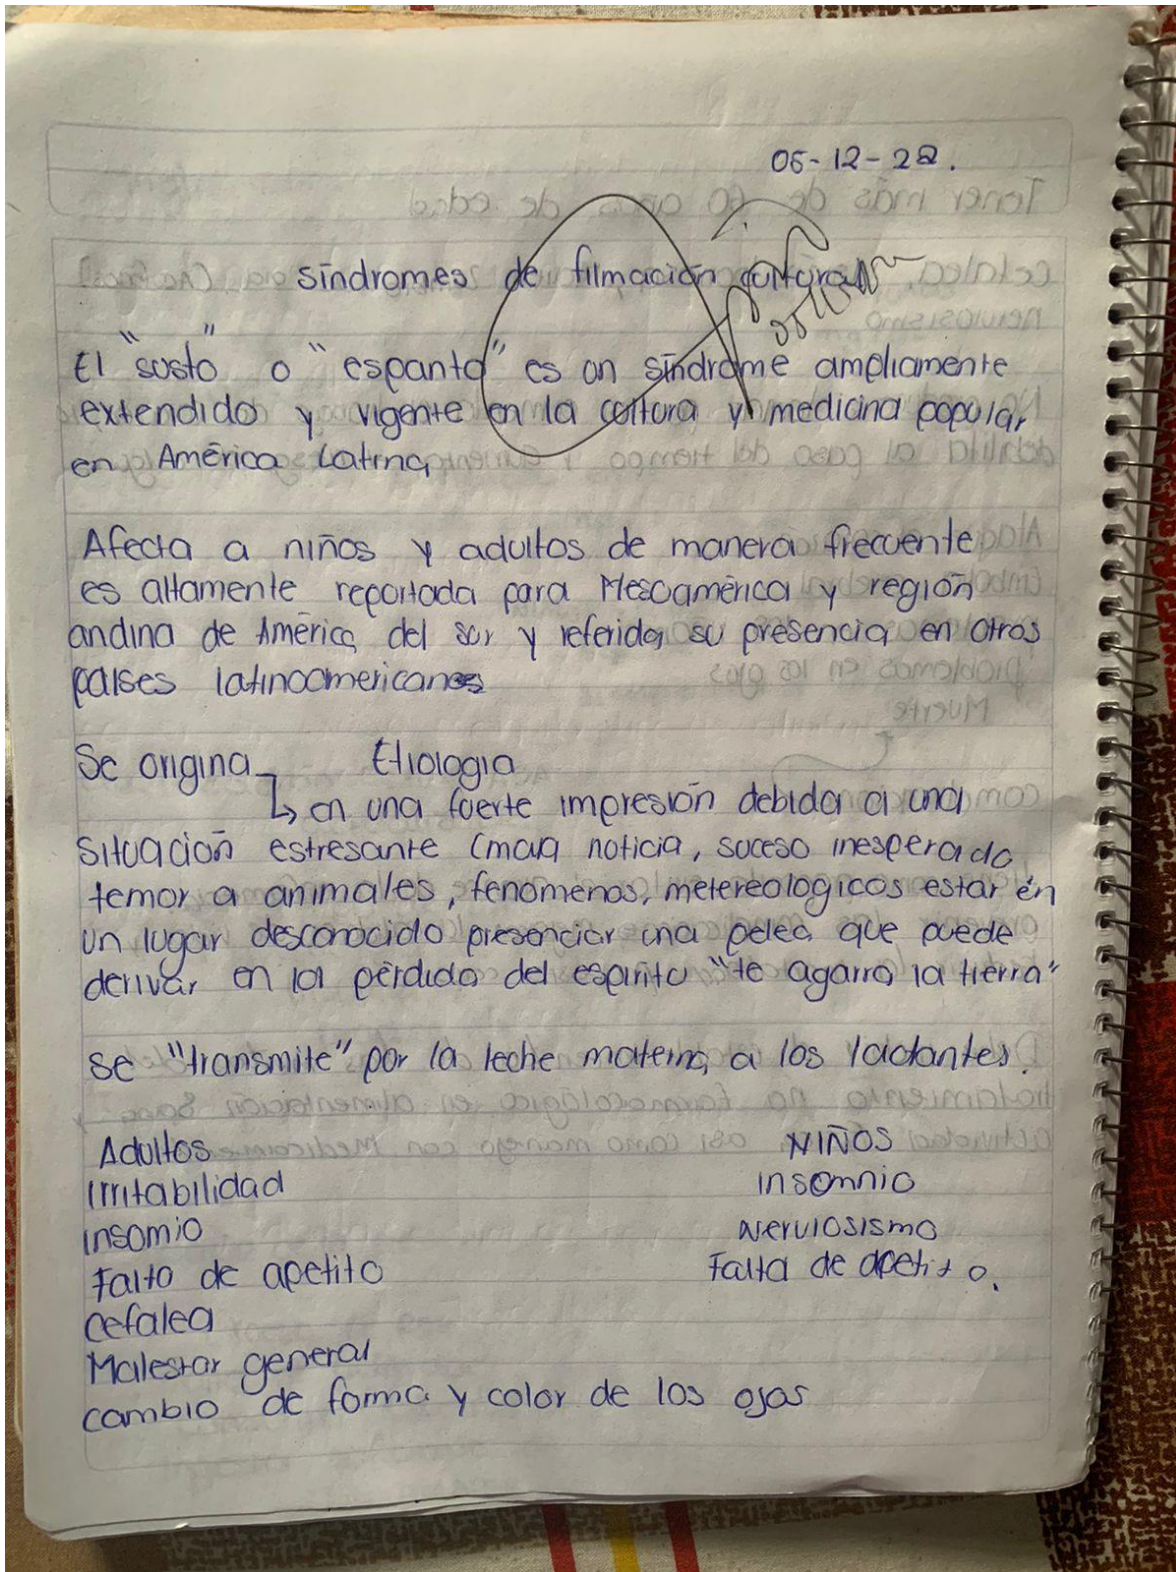 06-12-22.
síndromes de filmación cultural
El "susto" o "espanto" es un síndrome ampliamente
extendido y vigente en la cultura y medicina popular
en América Latina
Afecta a niños y adultos de manera frecuente
es altamente reportada para Mesoamérica y región
andina de América del sur y referida su presencia en otros
países latinoamericanos
Se origina Etiologia
↳ en una fuerte impresión debida a una
situación estresante (mala noticia, suceso inesperado,
temor a animales, fenomenos, metereologicos estar en
un lugar desconocido presenciar una pelea que puede
derivar en la perdida del espíritu "te agarra la tierra"
se "transmite" por la leche materna a los lactantes.
Adultos NIÑOS
Irritabilidad insomnio
insomio Nerviosismo
Falta de apetito Falta de apetito.
cefalea
Malestar general
cambio de forma y color de los ojos